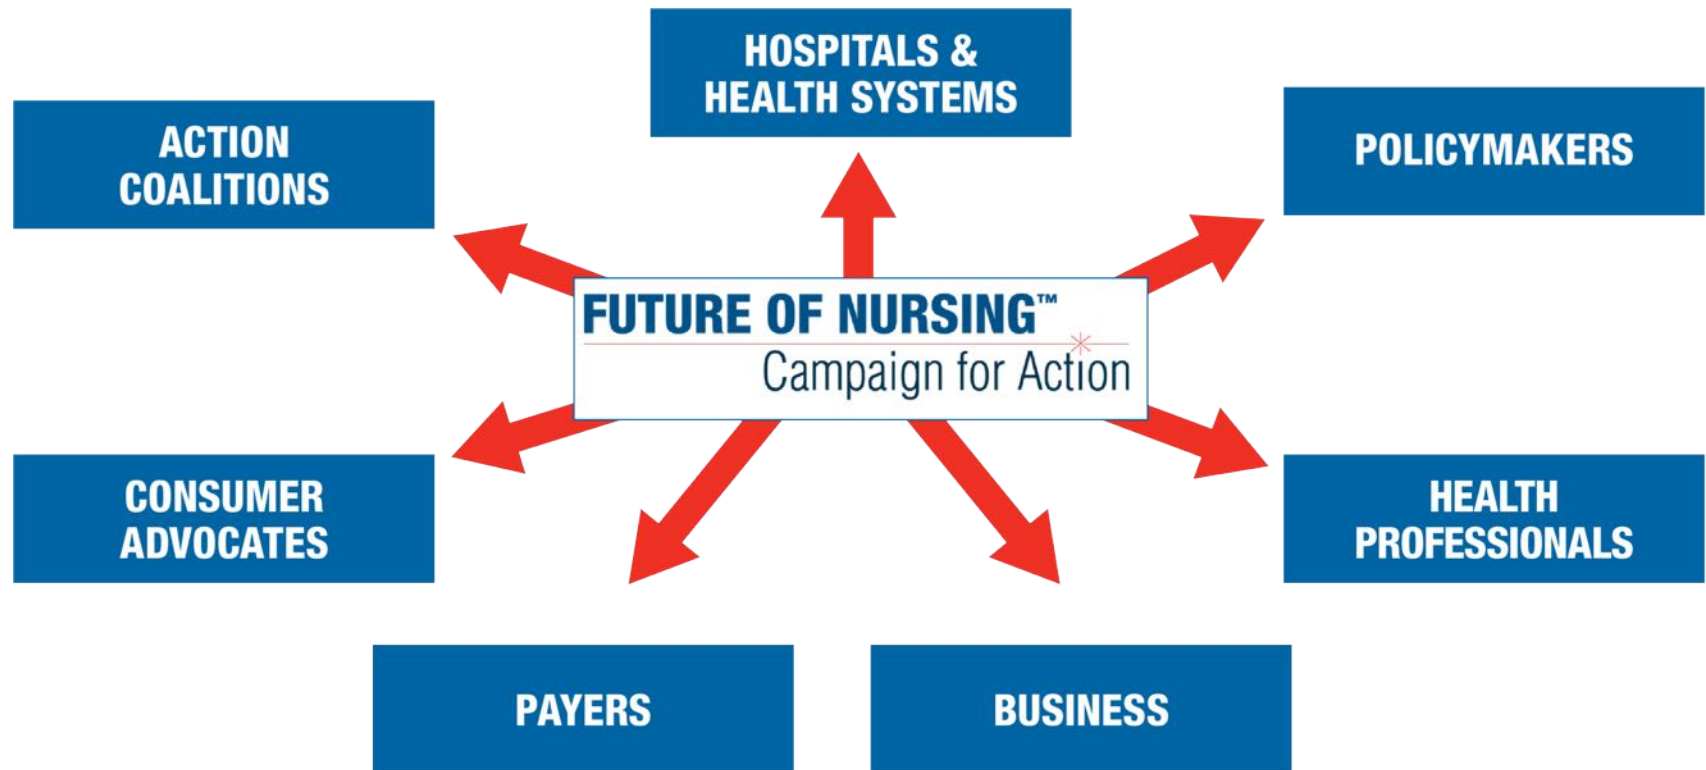 HOSPITALS &
HEALTH SYSTEMS
ACTION
COALITIONS
POLICYMAKERS
FUTURE OF NURSING™
Campaign for Action
CONSUMER
ADVOCATES
HEALTH
PROFESSIONALS
PAYERS
BUSINESS